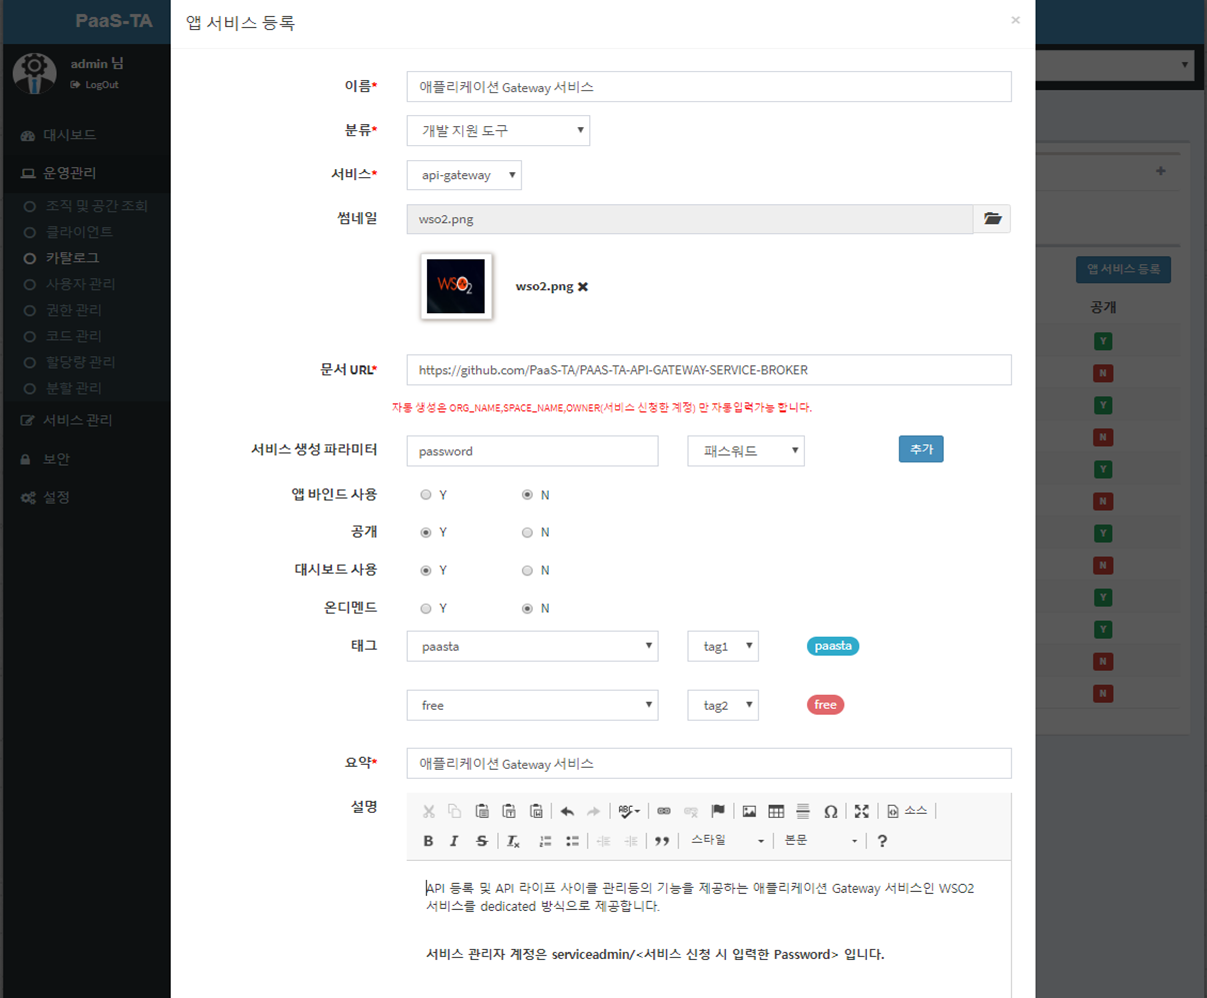 PaaS-TA
admin 님
LogOut
대시보드
운영관리
조직 및 공간 조회
클라이언트
카탈로그
사용자 관리
권한 관리
코드 관리
할당량 관리
분할 관리
서비스 관리
보안
설정
앱 서비스 등록
×
이름*
애플리케이션 Gateway 서비스
분류*
개발 지원 도구
서비스*
api-gateway
썸네일
wso2.png
WSO2
wso2.png ✖
문서 URL*
https://github.com/PaaS-TA/PAAS-TA-API-GATEWAY-SERVICE-BROKER
자동 생성은 ORG_NAME,SPACE_NAME,OWNER(서비스 신청한 계정) 만 자동입력가능 합니다.
서비스 생성 파라미터
password
패스워드
추가
앱 바인드 사용
Y N
공개
Y N
대시보드 사용
Y N
온디멘드
Y N
태그
paasta
tag1
paasta
free
tag2
free
요약*
애플리케이션 Gateway 서비스
설명
ABC
Ω
소스
B I S Tx
스타일
본문
?
API 등록 및 API 라이프 사이클 관리등의 기능을 제공하는 애플리케이션 Gateway 서비스인 WSO2
서비스를 dedicated 방식으로 제공합니다.
서비스 관리자 계정은 serviceadmin/<서비스 신청 시 입력한 Password> 입니다.
+
앱 서비스 등록
공개
Y
N
Y
N
Y
N
Y
N
Y
Y
N
N